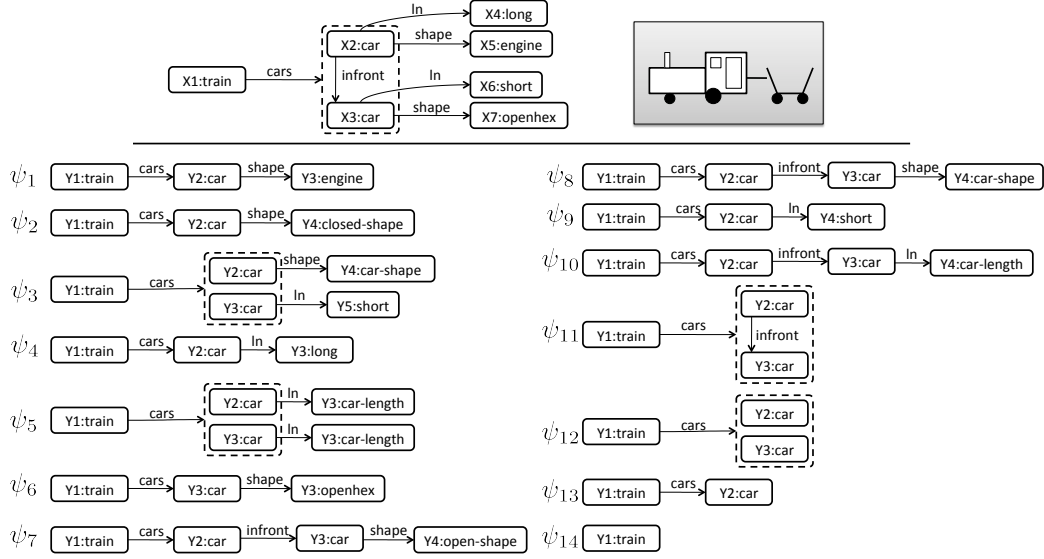 ln X4:long
X2:car shape X5:engine
X1:train cars infront ln X6:short
X3:car shape X7:openhex
ψ1 Y1:train cars Y2:car shape Y3:engine
ψ2 Y1:train cars Y2:car shape Y4:closed-shape
ψ3 Y1:train cars Y2:car shape Y4:car-shape
Y3:car ln Y5:short
ψ4 Y1:train cars Y2:car ln Y3:long
ψ5 Y1:train cars Y2:car ln Y3:car-length
Y3:car ln Y3:car-length
ψ6 Y1:train cars Y3:car shape Y3:openhex
ψ7 Y1:train cars Y2:car infront Y3:car shape Y4:open-shape
ψ8 Y1:train cars Y2:car infront Y3:car shape Y4:car-shape
ψ9 Y1:train cars Y2:car ln Y4:short
ψ10 Y1:train cars Y2:car infront Y3:car ln Y4:car-length
ψ11 Y1:train cars Y2:car
infront
Y3:car
ψ12 Y1:train cars Y2:car
Y3:car
ψ13 Y1:train cars Y2:car
ψ14 Y1:train